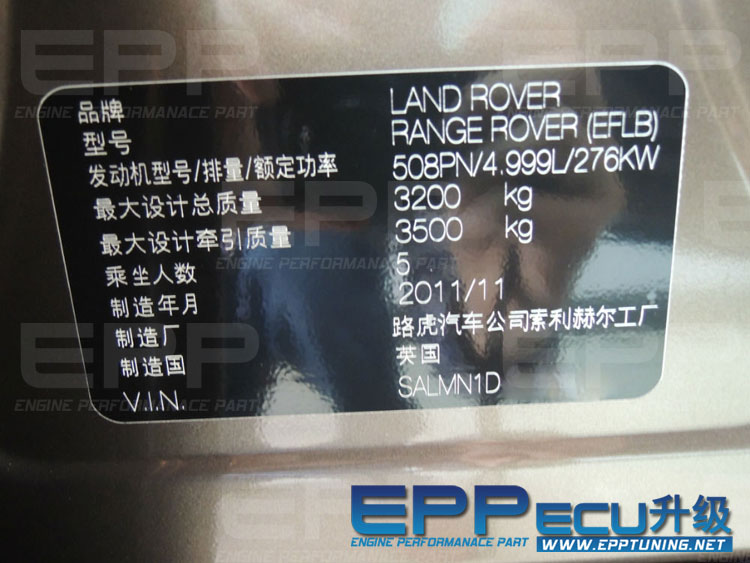 EPP
ENGINE PERFORMANACE PART
品牌 LAND ROVER
型号 RANGE ROVER (EFLB)
发动机型号/排量/额定功率 508PN/4.999L/276KW
最大设计总质量 3200 kg
最大设计牵引质量 3500 kg
乘坐人数 5
制造年月 2011/11
制造厂 路虎汽车公司索利赫尔工厂
制造国 英国
V.I.N. SALMN1D
EPP ECU升级
ENGINE PERFORMANACE PART
WWW.EPPTUNING.NET